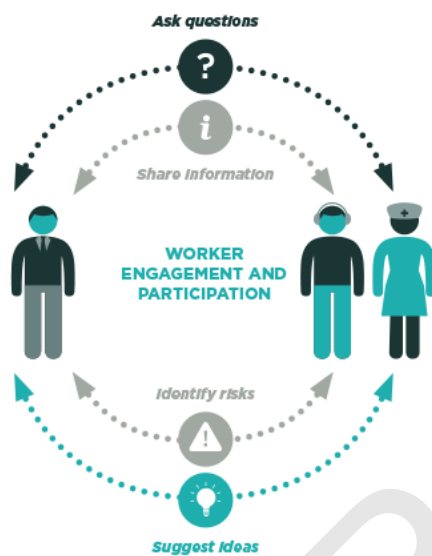 Ask questions
?
i
Share information
WORKER
ENGAGEMENT AND
PARTICIPATION
Identify risks
!
Suggest ideas